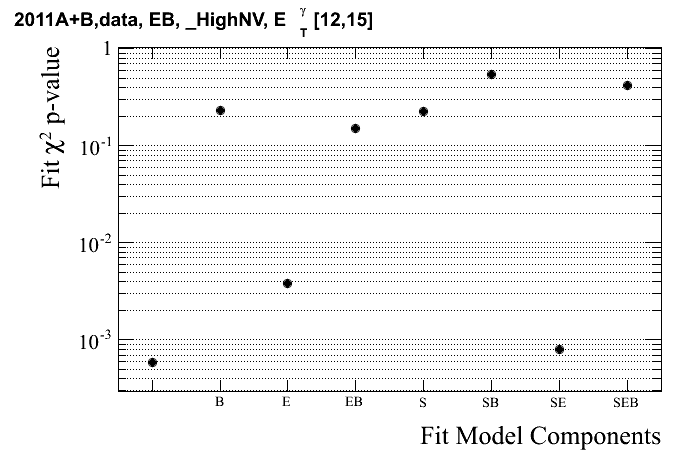 2011A+B,data, EB, _HighNV, E γ T [12,15]
Fit χ² p-value
1
10⁻¹
10⁻²
10⁻³
B E EB S SB SE SEB
Fit Model Components